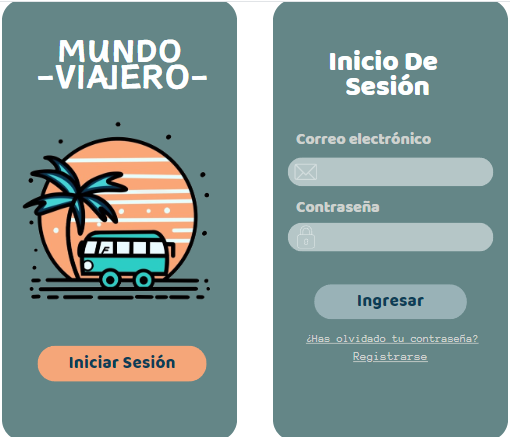 MUNDO
-VIAJERO-
Iniciar Sesión
Inicio De
Sesión
Correo electrónico
Contraseña
Ingresar
¿Has olvidado tu contraseña?
Registrarse